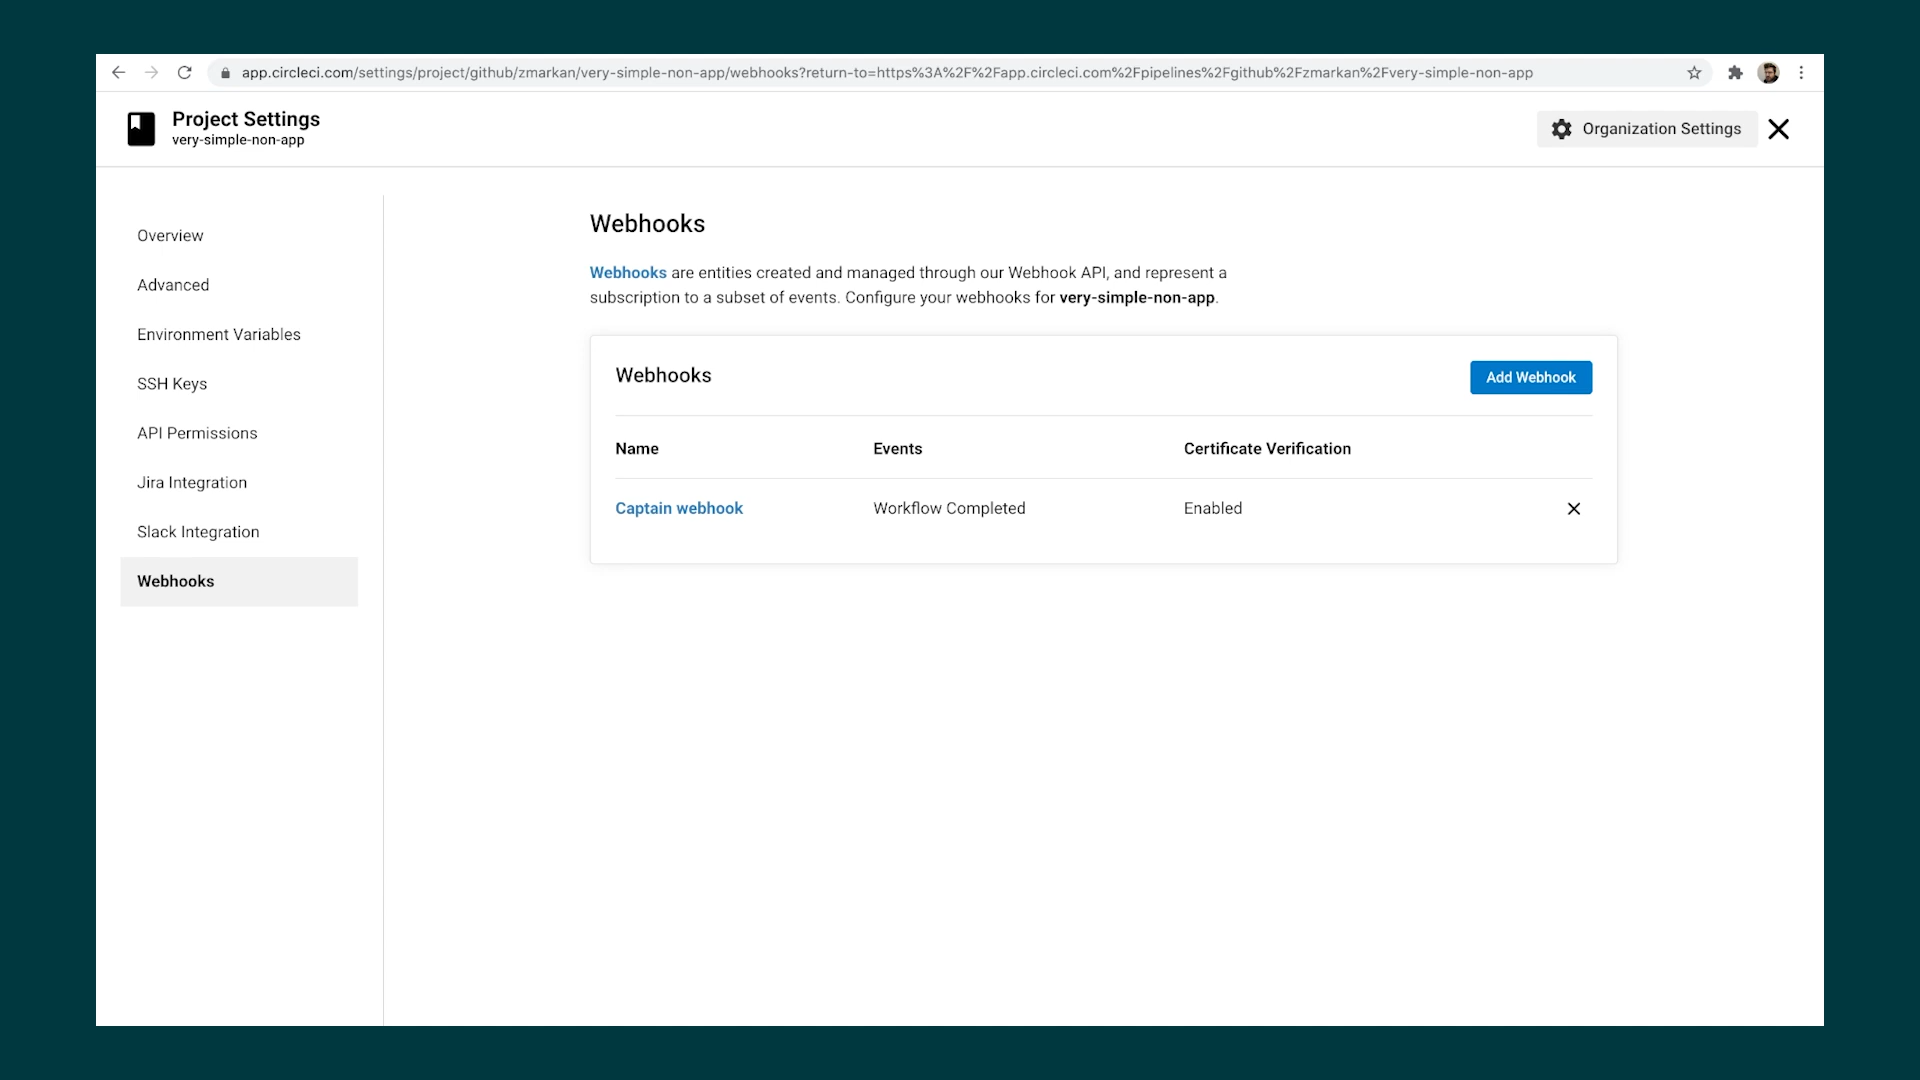 app.circleci.com/settings/project/github/zmarkan/very-simple-non-app/webhooks?return-to=https%3A%2F%2Fapp.circleci.com%2Fpipelines%2Fgithub%2Fzmarkan%2Fvery-simple-non-app
Project Settings
very-simple-non-app
Organization Settings
Overview
Advanced
Environment Variables
SSH Keys
API Permissions
Jira Integration
Slack Integration
Webhooks
Webhooks
Webhooks are entities created and managed through our Webhook API, and represent a
subscription to a subset of events. Configure your webhooks for very-simple-non-app.
Webhooks
Add Webhook
Name Events Certificate Verification
Captain webhook Workflow Completed Enabled